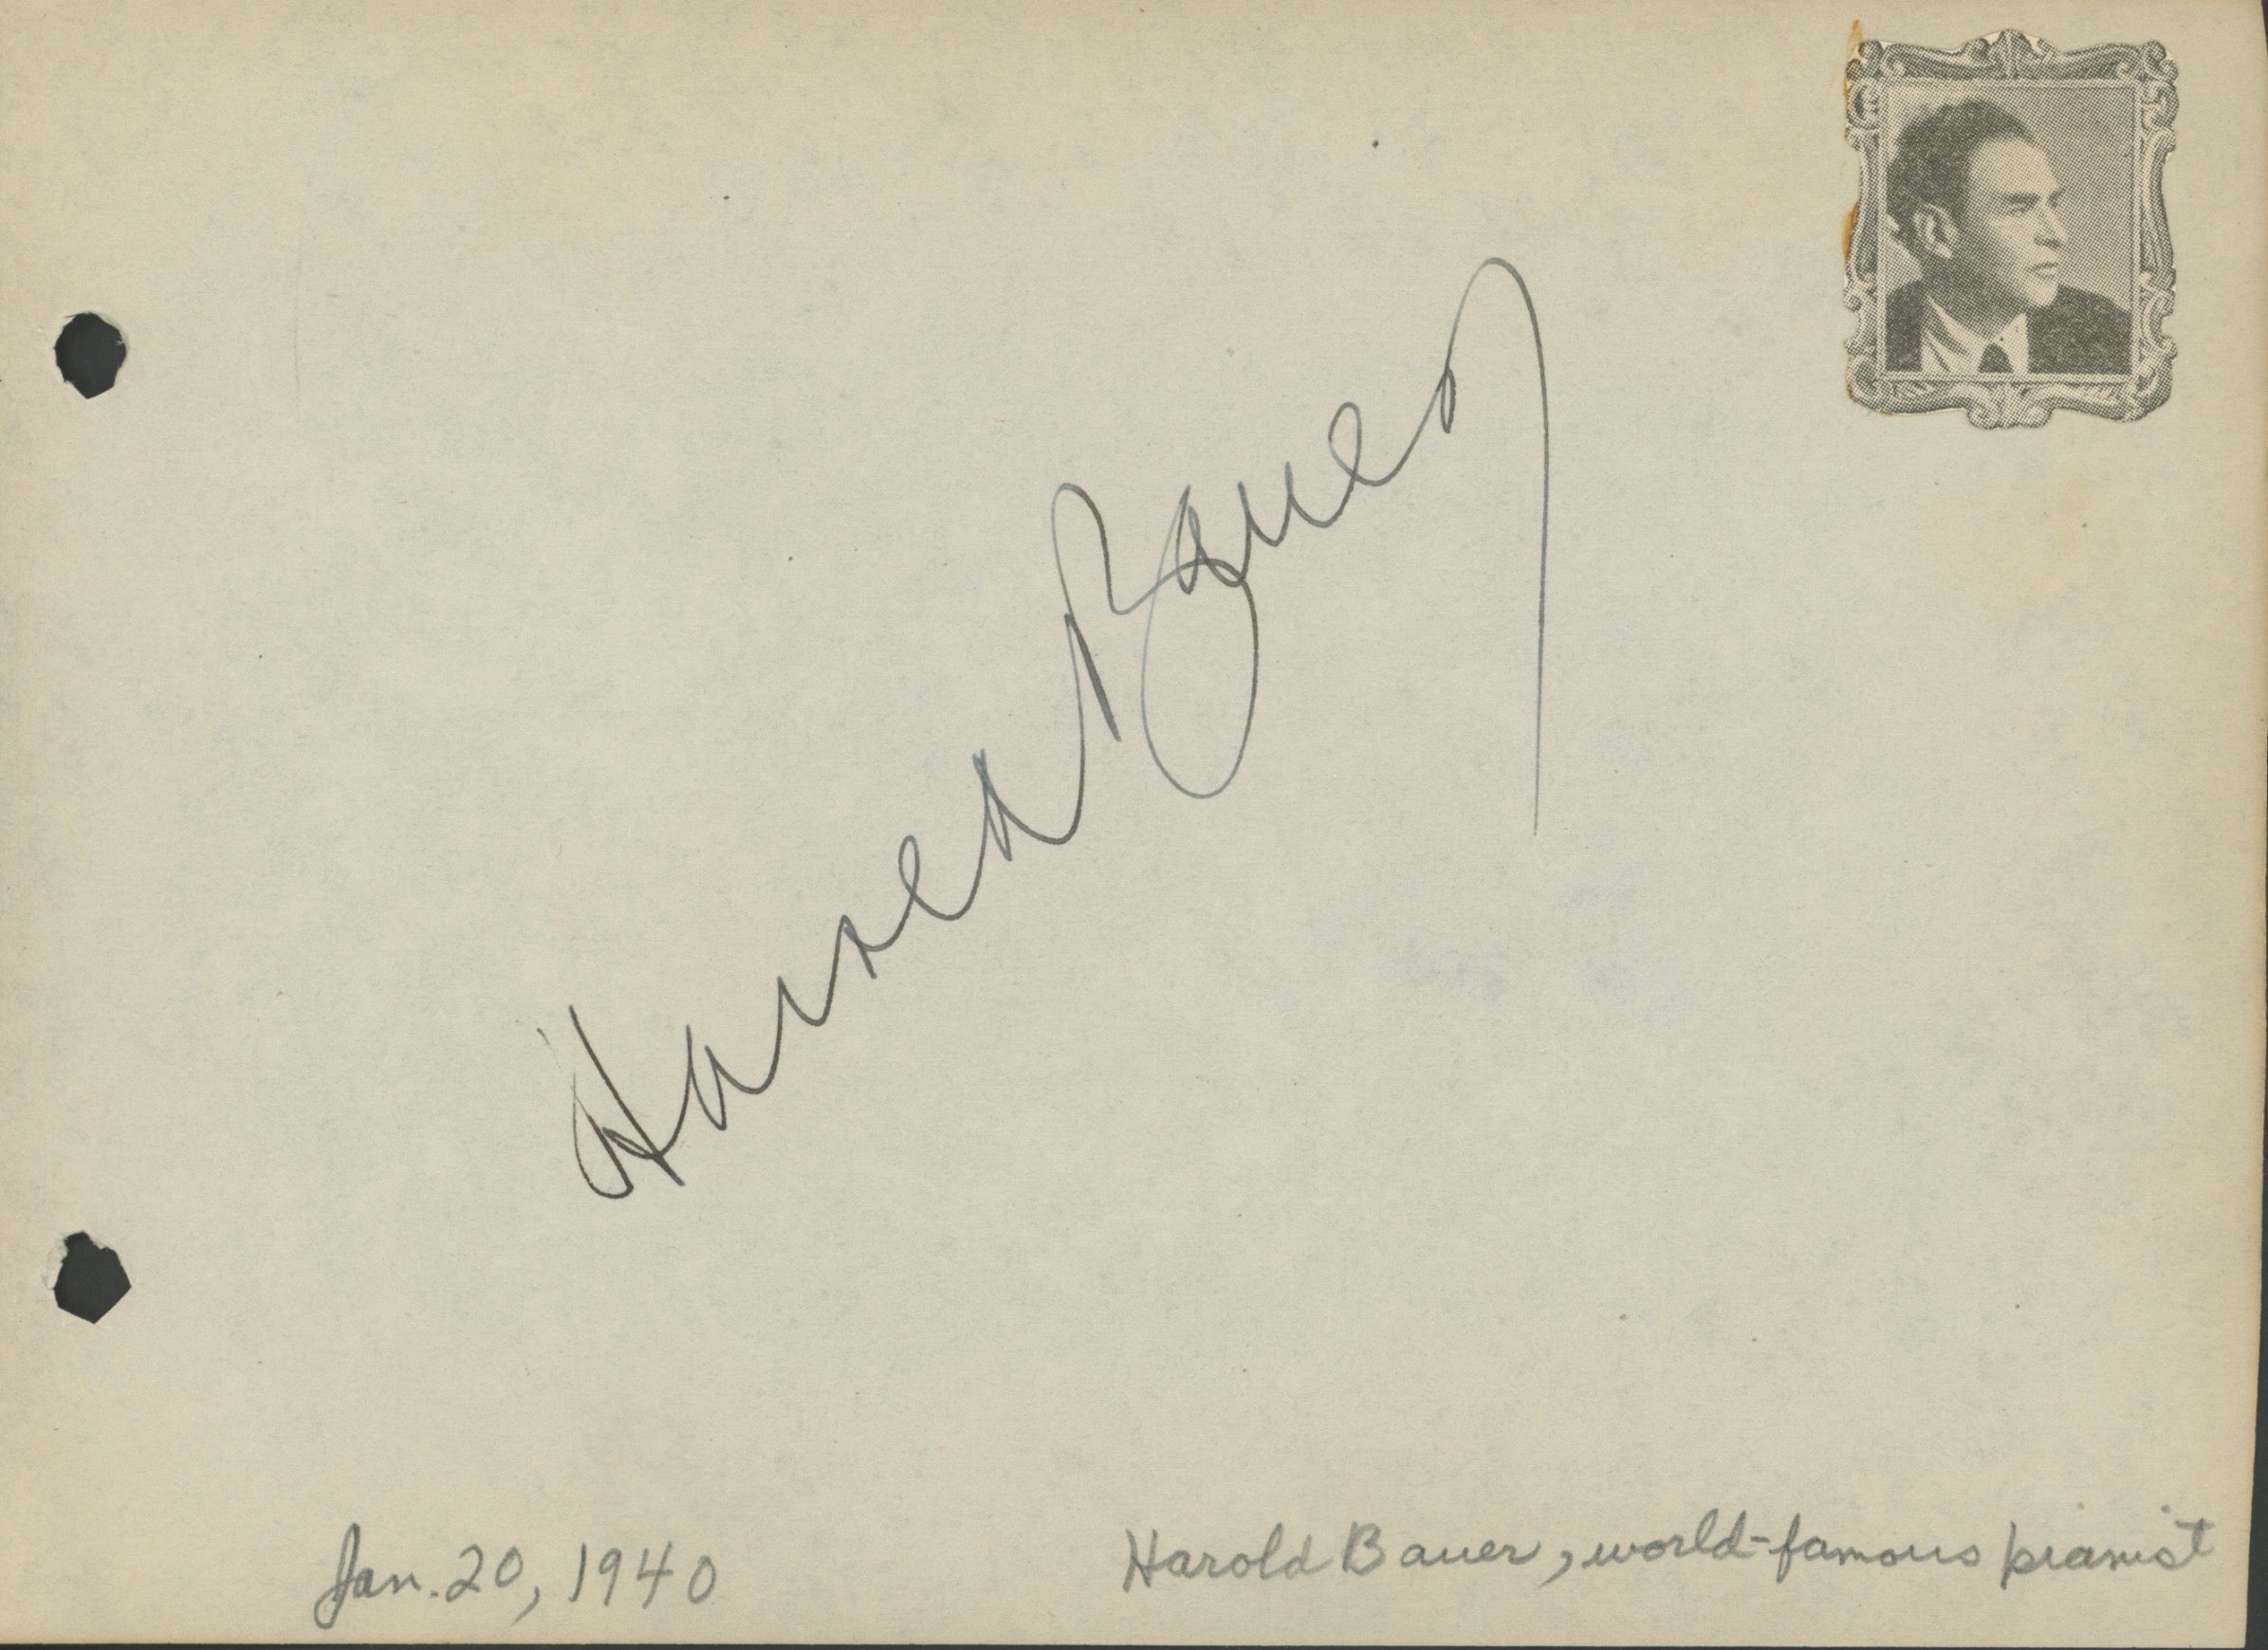 Harold Bauer
Jan. 20, 1940
Harold Bauer, world-famous pianist